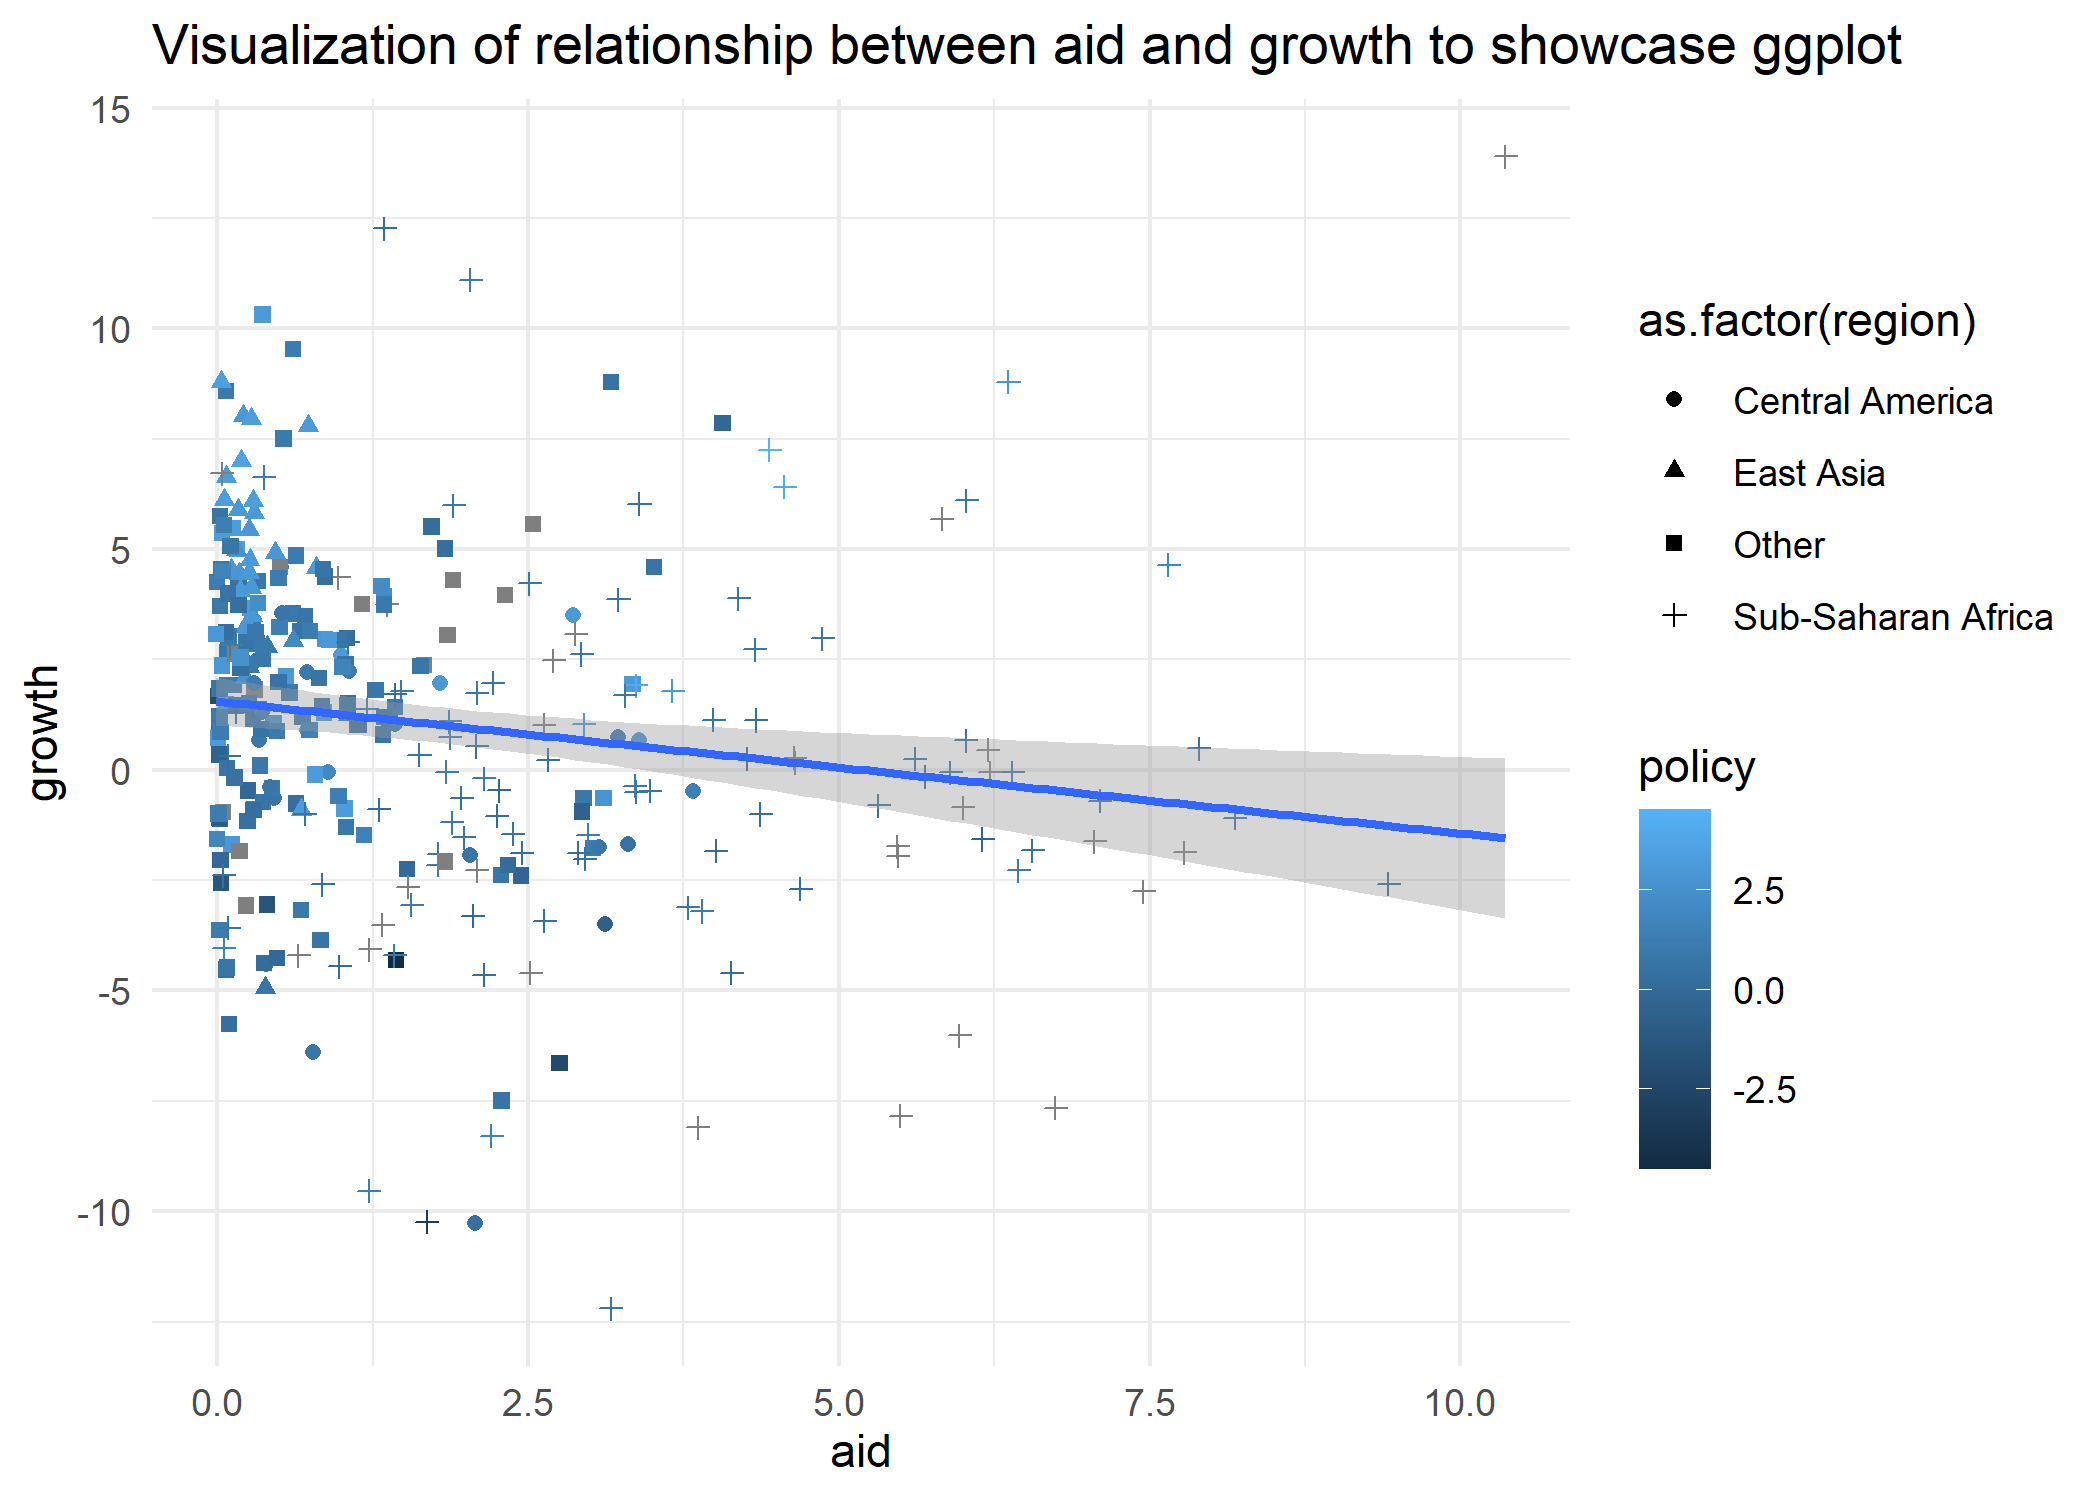 Visualization of relationship between aid and growth to showcase ggplot
15
10
5
0
-5
-10
growth
0.0
2.5
5.0
7.5
10.0
aid
as.factor(region)
Central America
East Asia
Other
Sub-Saharan Africa
policy
2.5
0.0
-2.5